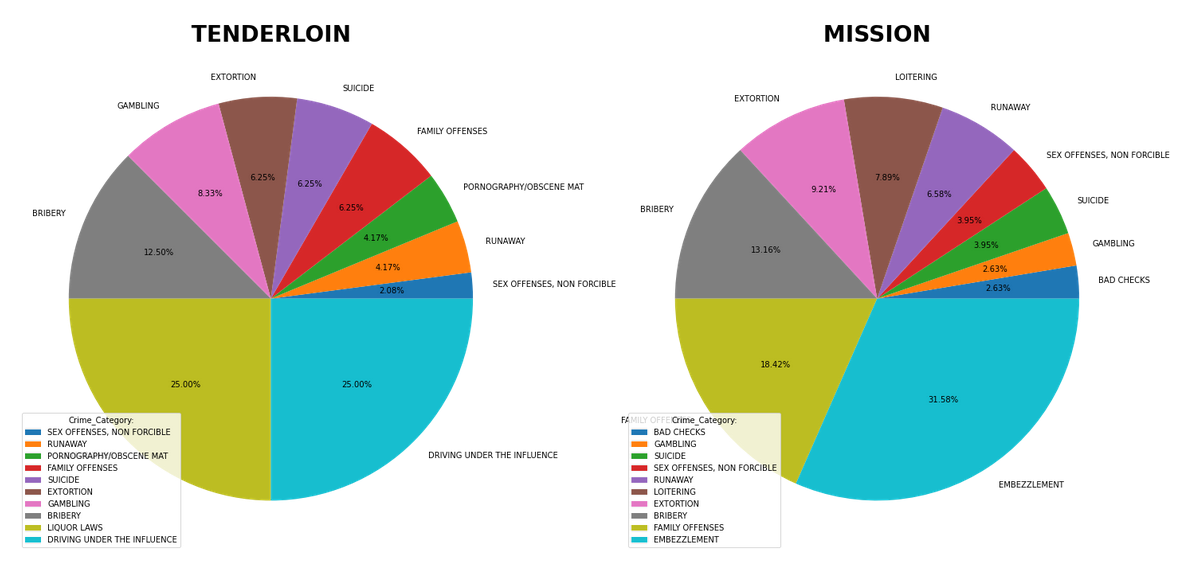 TENDERLOIN
EXTORTION
SUICIDE
GAMBLING
FAMILY OFFENSES
PORNOGRAPHY/OBSCENE MAT
BRIBERY
RUNAWAY
SEX OFFENSES, NON FORCIBLE
6.25%
6.25%
8.33%
6.25%
4.17%
12.50%
4.17%
2.08%
25.00%
25.00%
DRIVING UNDER THE INFLUENCE
Crime_Category:
SEX OFFENSES, NON FORCIBLE
RUNAWAY
PORNOGRAPHY/OBSCENE MAT
FAMILY OFFENSES
SUICIDE
EXTORTION
GAMBLING
BRIBERY
LIQUOR LAWS
DRIVING UNDER THE INFLUENCE
MISSION
LOITERING
EXTORTION
RUNAWAY
SEX OFFENSES, NON FORCIBLE
SUICIDE
BRIBERY
GAMBLING
BAD CHECKS
7.89%
9.21%
6.58%
3.95%
3.95%
13.16%
2.63%
2.63%
18.42%
31.58%
FAMILY OFFENSES
EMBEZZLEMENT
Crime_Category:
BAD CHECKS
GAMBLING
SUICIDE
SEX OFFENSES, NON FORCIBLE
RUNAWAY
LOITERING
EXTORTION
BRIBERY
FAMILY OFFENSES
EMBEZZLEMENT